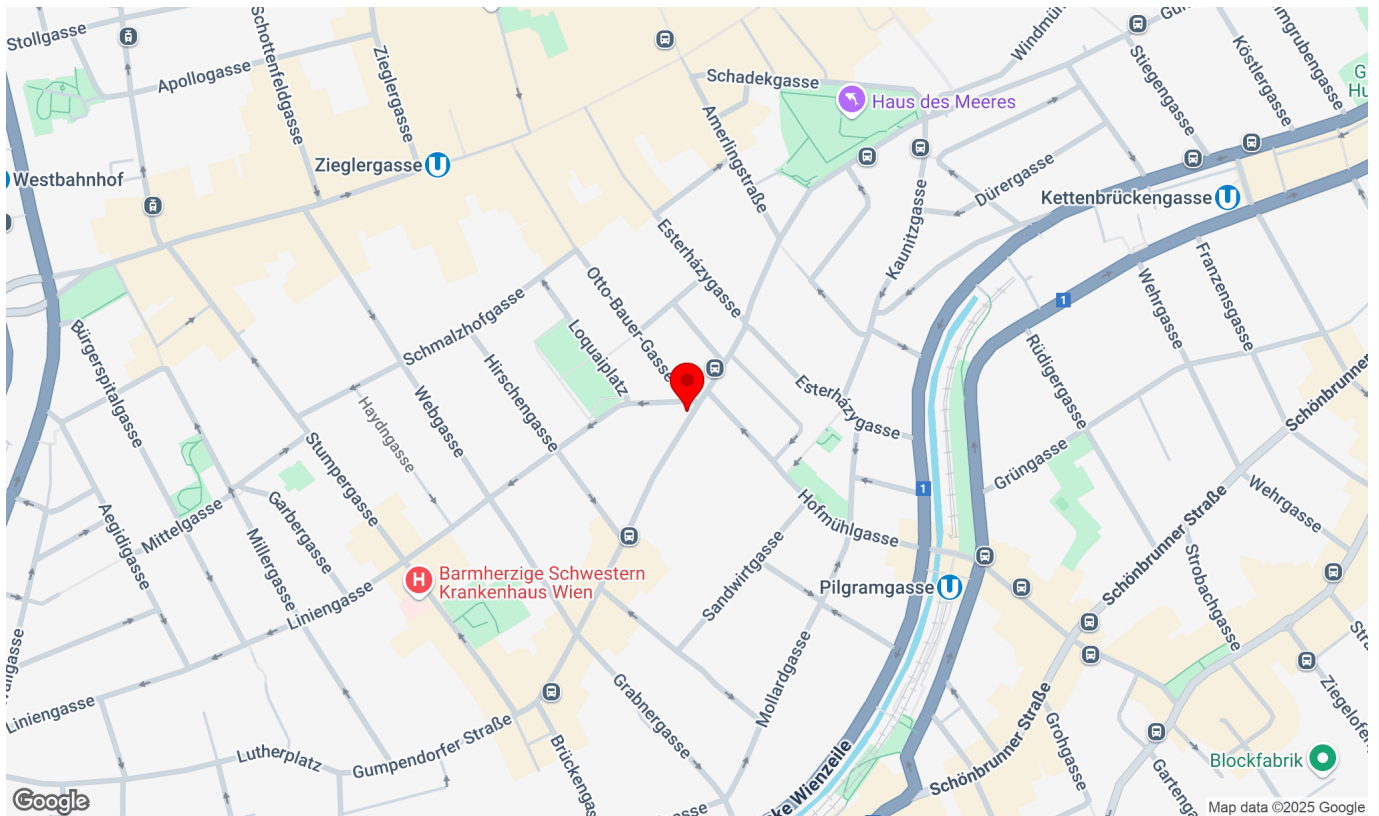 Stollgasse
Apollogasse
Schottenfeldgasse
Zieglergasse
Schadekgasse
Haus des Meeres
Stiegengasse
Köstlergasse
Zieglergasse
Westbahnhof
Amerlingstraße
Dürergasse
Kettenbrückengasse
Kaunitzgasse
Esterházygasse
Otto-Bauer-Gasse
Loquaiplatz
Schmalzhofgasse
Franzensgasse
Wehrgasse
1
Rüdigergasse
Bürgerspitalgasse
Hirschengasse
Webgasse
Haydngasse
Esterházygasse
Schönbrunner
Stumpergasse
Grüngasse
1
Wehrgasse
Mittelgasse
Garbergasse
Aegidigasse
Millergasse
Hofmühlgasse
Schönbrunner Straße
Strobachgasse
Barmherzige Schwestern
Krankenhaus Wien
H
Sandwirtgasse
Pilgramgasse
Liniengasse
Liniengasse
Mollardgasse
Grabnergasse
Gumpendorfer Straße
Lutherplatz
Schönbrunner Straße
Grohgasse
Blockfabrik
Google
Map data ©2025 Google